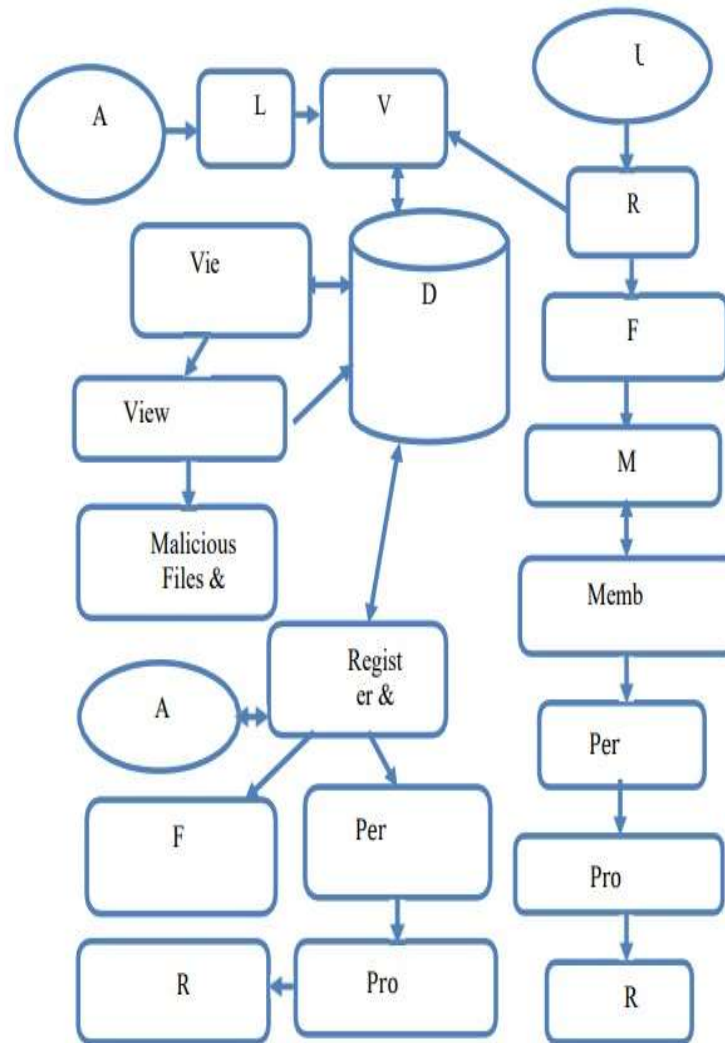 A
L
V
R
Vie
D
F
View
M
Malicious
Files &
Memb
Regist
er &
A
Per
F
Per
Pro
R
Pro
R